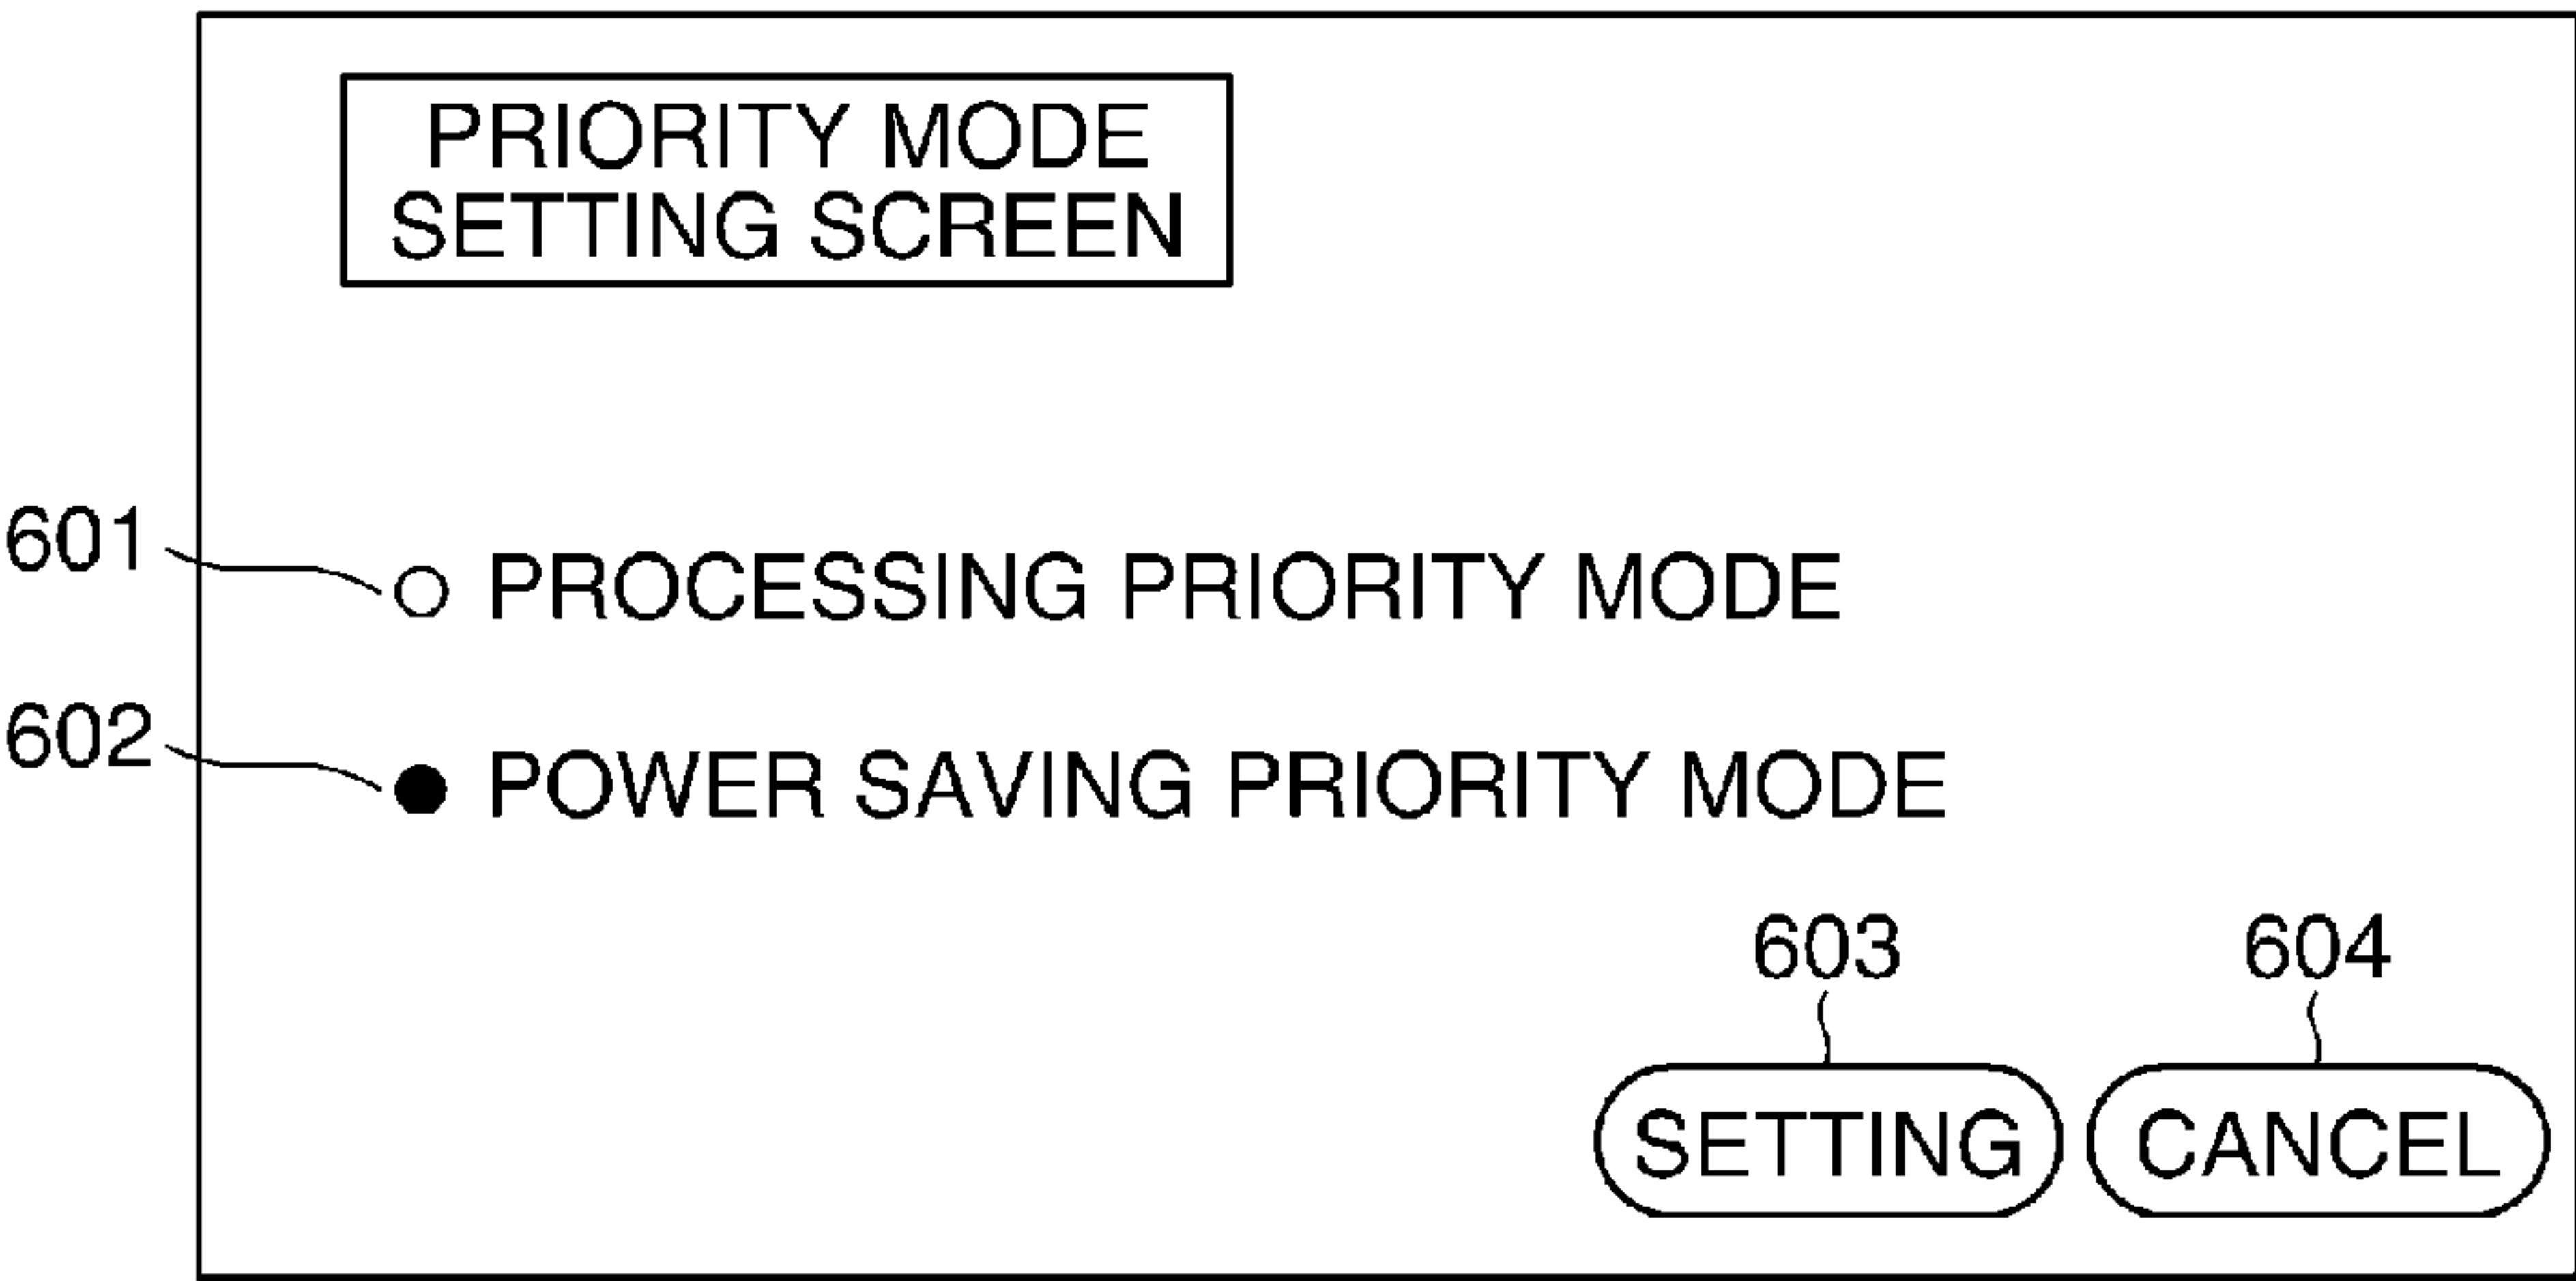 PRIORITY MODE
SETTING SCREEN
601
PROCESSING PRIORITY MODE
602
POWER SAVING PRIORITY MODE
603
604
SETTING
CANCEL